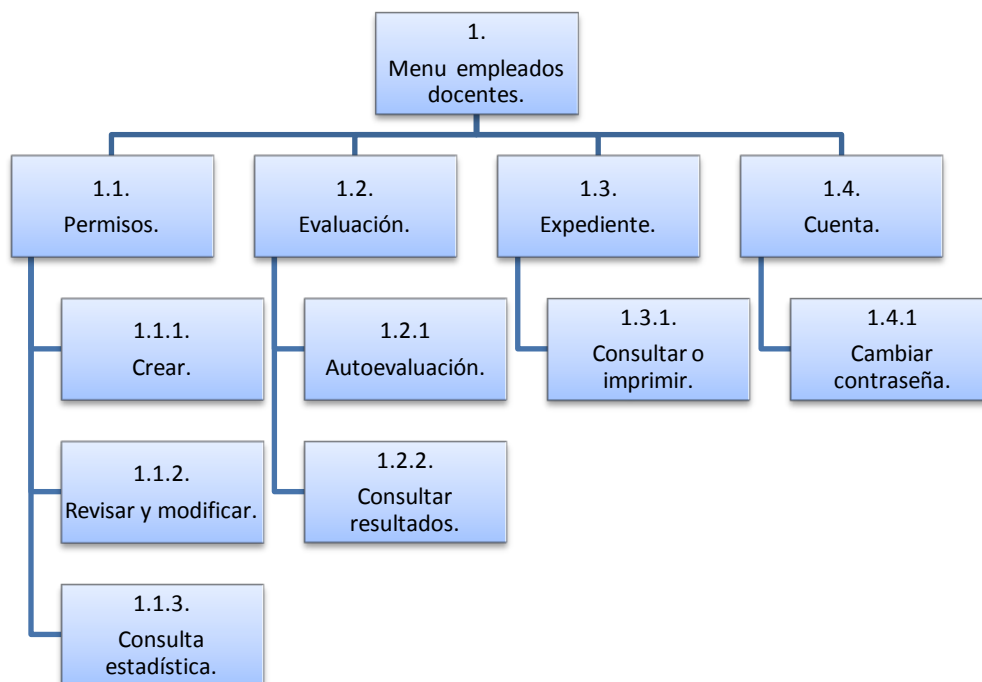 1.
Menu empleados
docentes.
1.1.
Permisos.
1.2.
Evaluación.
1.3.
Expediente.
1.4.
Cuenta.
1.1.1.
Crear.
1.2.1
Autoevaluación.
1.3.1.
Consultar o
imprimir.
1.4.1
Cambiar
contraseña.
1.1.2.
Revisar y modificar.
1.2.2.
Consultar
resultados.
1.1.3.
Consulta
estadística.